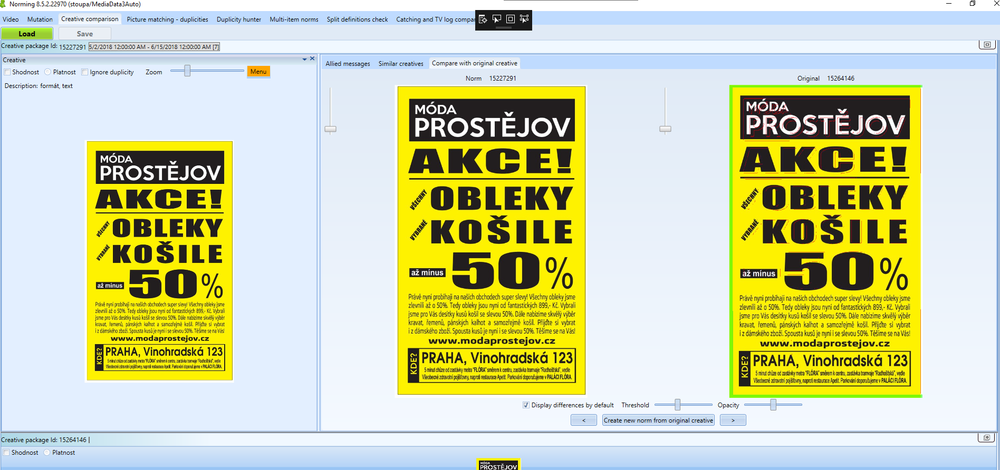 Norming 8.5.2.22970 (stoupa/MediaData3Auto)
Video Mutation Creative comparison Picture matching - duplicities Duplicity hunter Multi-item norms Split definitions check Catching and TV log compar
Load Save
Creative package Id: 15227291 5/2/2018 12:00:00 AM - 6/15/2018 12:00:00 AM [7]
Creative
Shodnost Platnost Ignore duplicity Zoom Menu
Description: formát, text
MÓDA
PROSTĚJOV
AKCE!
VŠECHNY OBLEKY
VYBRANÉ KOŠILE
až mínus 50%
Právě nyní probíhají na našich obchodech super slevy! Všechny obleky jsme
zlevnili až o 50%. Tedy obleky jsou nyní od fantastických 899,- Kč. Vybrali
jsme pro Vás desítky kusů košil se slevou 50%. Dále nabízíme skvělý výběr
kravat, řemenů, pánských kalhot a samozřejmě košil. Přijďte si vybrat
i z dámského zboží. Spousta kusů je nyní i se slevou 50%. Těšíme se na Vás!
www.modaprostejov.cz
KDE? PRAHA, Vinohradská 123
5 minut chůze od zastávky metra "FLÓRA" směrem k centru, zastávka tramvaje "Radhošťská", vedle
Všeobecné zdravotní pojišťovny, naproti restaurace Apetit. Parkování doporučujeme v PALÁCI FLÓRA.
Allied messages Similar creatives Compare with original creative
Norm 15227291
MÓDA
PROSTĚJOV
AKCE!
VŠECHNY OBLEKY
VYBRANÉ KOŠILE
až mínus 50%
Právě nyní probíhají na našich obchodech super slevy! Všechny obleky jsme
zlevnili až o 50%. Tedy obleky jsou nyní od fantastických 899,- Kč. Vybrali
jsme pro Vás desítky kusů košil se slevou 50%. Dále nabízíme skvělý výběr
kravat, řemenů, pánských kalhot a samozřejmě košil. Přijďte si vybrat
i z dámského zboží. Spousta kusů je nyní i se slevou 50%. Těšíme se na Vás!
www.modaprostejov.cz
KDE? PRAHA, Vinohradská 123
5 minut chůze od zastávky metra "FLÓRA" směrem k centru, zastávka tramvaje "Radhošťská", vedle
Všeobecné zdravotní pojišťovny, naproti restaurace Apetit. Parkování doporučujeme v PALÁCI FLÓRA.
Original 15264146
MÓDA
PROSTĚJOV
AKCE!
VŠECHNY OBLEKY
VYBRANÉ KOŠILE
až mínus 50%
Právě nyní probíhají na našich obchodech super slevy! Všechny obleky jsme
zlevnili až o 50%. Tedy obleky jsou nyní od fantastických 899,- Kč. Vybrali
jsme pro Vás desítky kusů košil se slevou 50%. Dále nabízíme skvělý výběr
kravat, řemenů, pánských kalhot a samozřejmě košil. Přijďte si vybrat
i z dámského zboží. Spousta kusů je nyní i se slevou 50%. Těšíme se na Vás!
www.modaprostejov.cz
KDE? PRAHA, Vinohradská 123
5 minut chůze od zastávky metra "FLÓRA" směrem k centru, zastávka tramvaje "Radhošťská", vedle
Všeobecné zdravotní pojišťovny, naproti restaurace Apetit. Parkování doporučujeme v PALÁCI FLÓRA.
Display differences by default Threshold Opacity
< Create new norm from original creative >
Creative package Id: 15264146 |
Shodnost Platnost
MÓDA
PROSTĚJOV